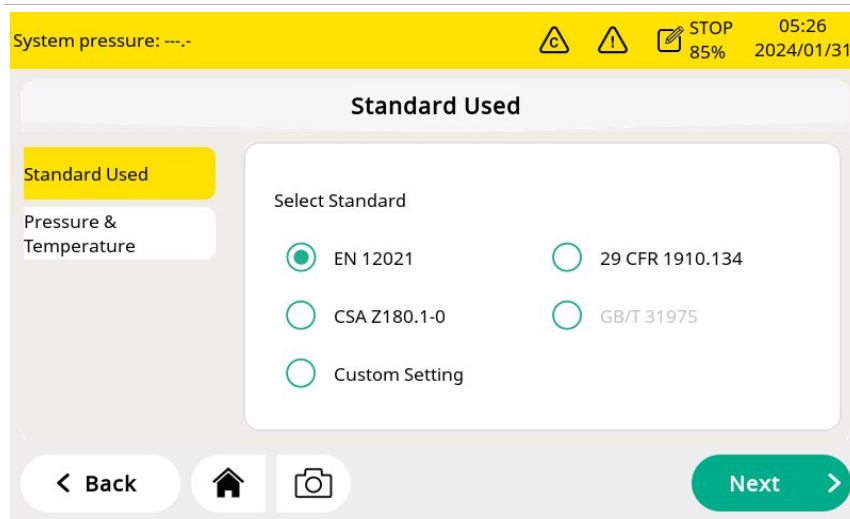 System pressure: ---.-
C
!
STOP
85%
05:26
2024/01/31
Standard Used
Standard Used
Pressure &
Temperature
Select Standard
EN 12021
29 CFR 1910.134
CSA Z180.1-0
GB/T 31975
Custom Setting
Back
Next